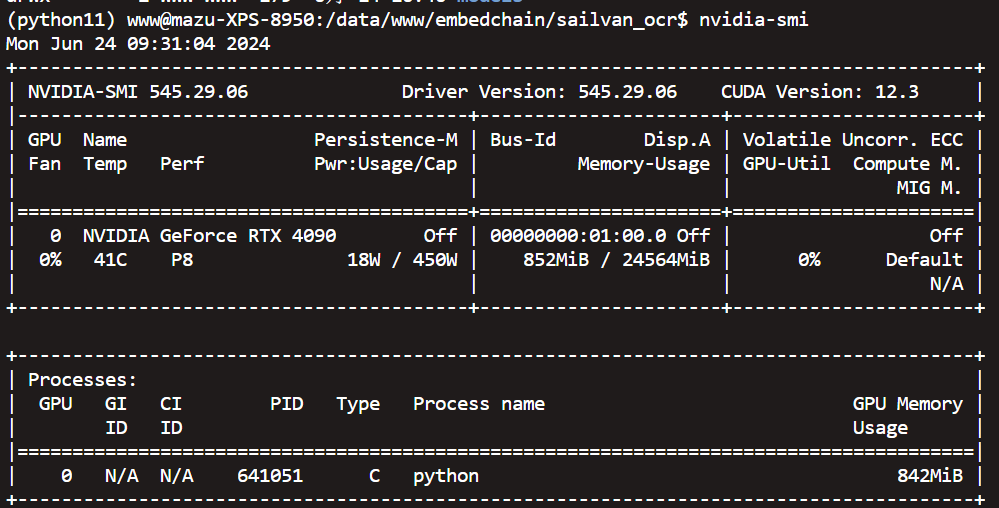 (python11) www@mazu-XPS-8950:/data/www/embedchain/sailvan_ocr$ nvidia-smi
Mon Jun 24 09:31:04 2024
+---------------------------------------------------------------------------------------+
| NVIDIA-SMI 545.29.06              Driver Version: 545.29.06    CUDA Version: 12.3     |
|-----------------------------------------+----------------------+----------------------+
| GPU  Name                 Persistence-M | Bus-Id        Disp.A | Volatile Uncorr. ECC |
| Fan  Temp   Perf          Pwr:Usage/Cap |         Memory-Usage | GPU-Util  Compute M. |
|                                         |                      |               MIG M. |
|=========================================+======================+======================|
|   0  NVIDIA GeForce RTX 4090        Off | 00000000:01:00.0 Off |                  Off |
|  0%   41C    P8              18W / 450W |    852MiB / 24564MiB |      0%      Default |
|                                         |                      |                  N/A |
+-----------------------------------------+----------------------+----------------------+

+---------------------------------------------------------------------------------------+
| Processes:                                                                            |
|  GPU   GI   CI        PID   Type   Process name                            GPU Memory |
|        ID   ID                                                             Usage      |
|=======================================================================================|
|    0   N/A  N/A    641051      C   python                                      842MiB |
+---------------------------------------------------------------------------------------+